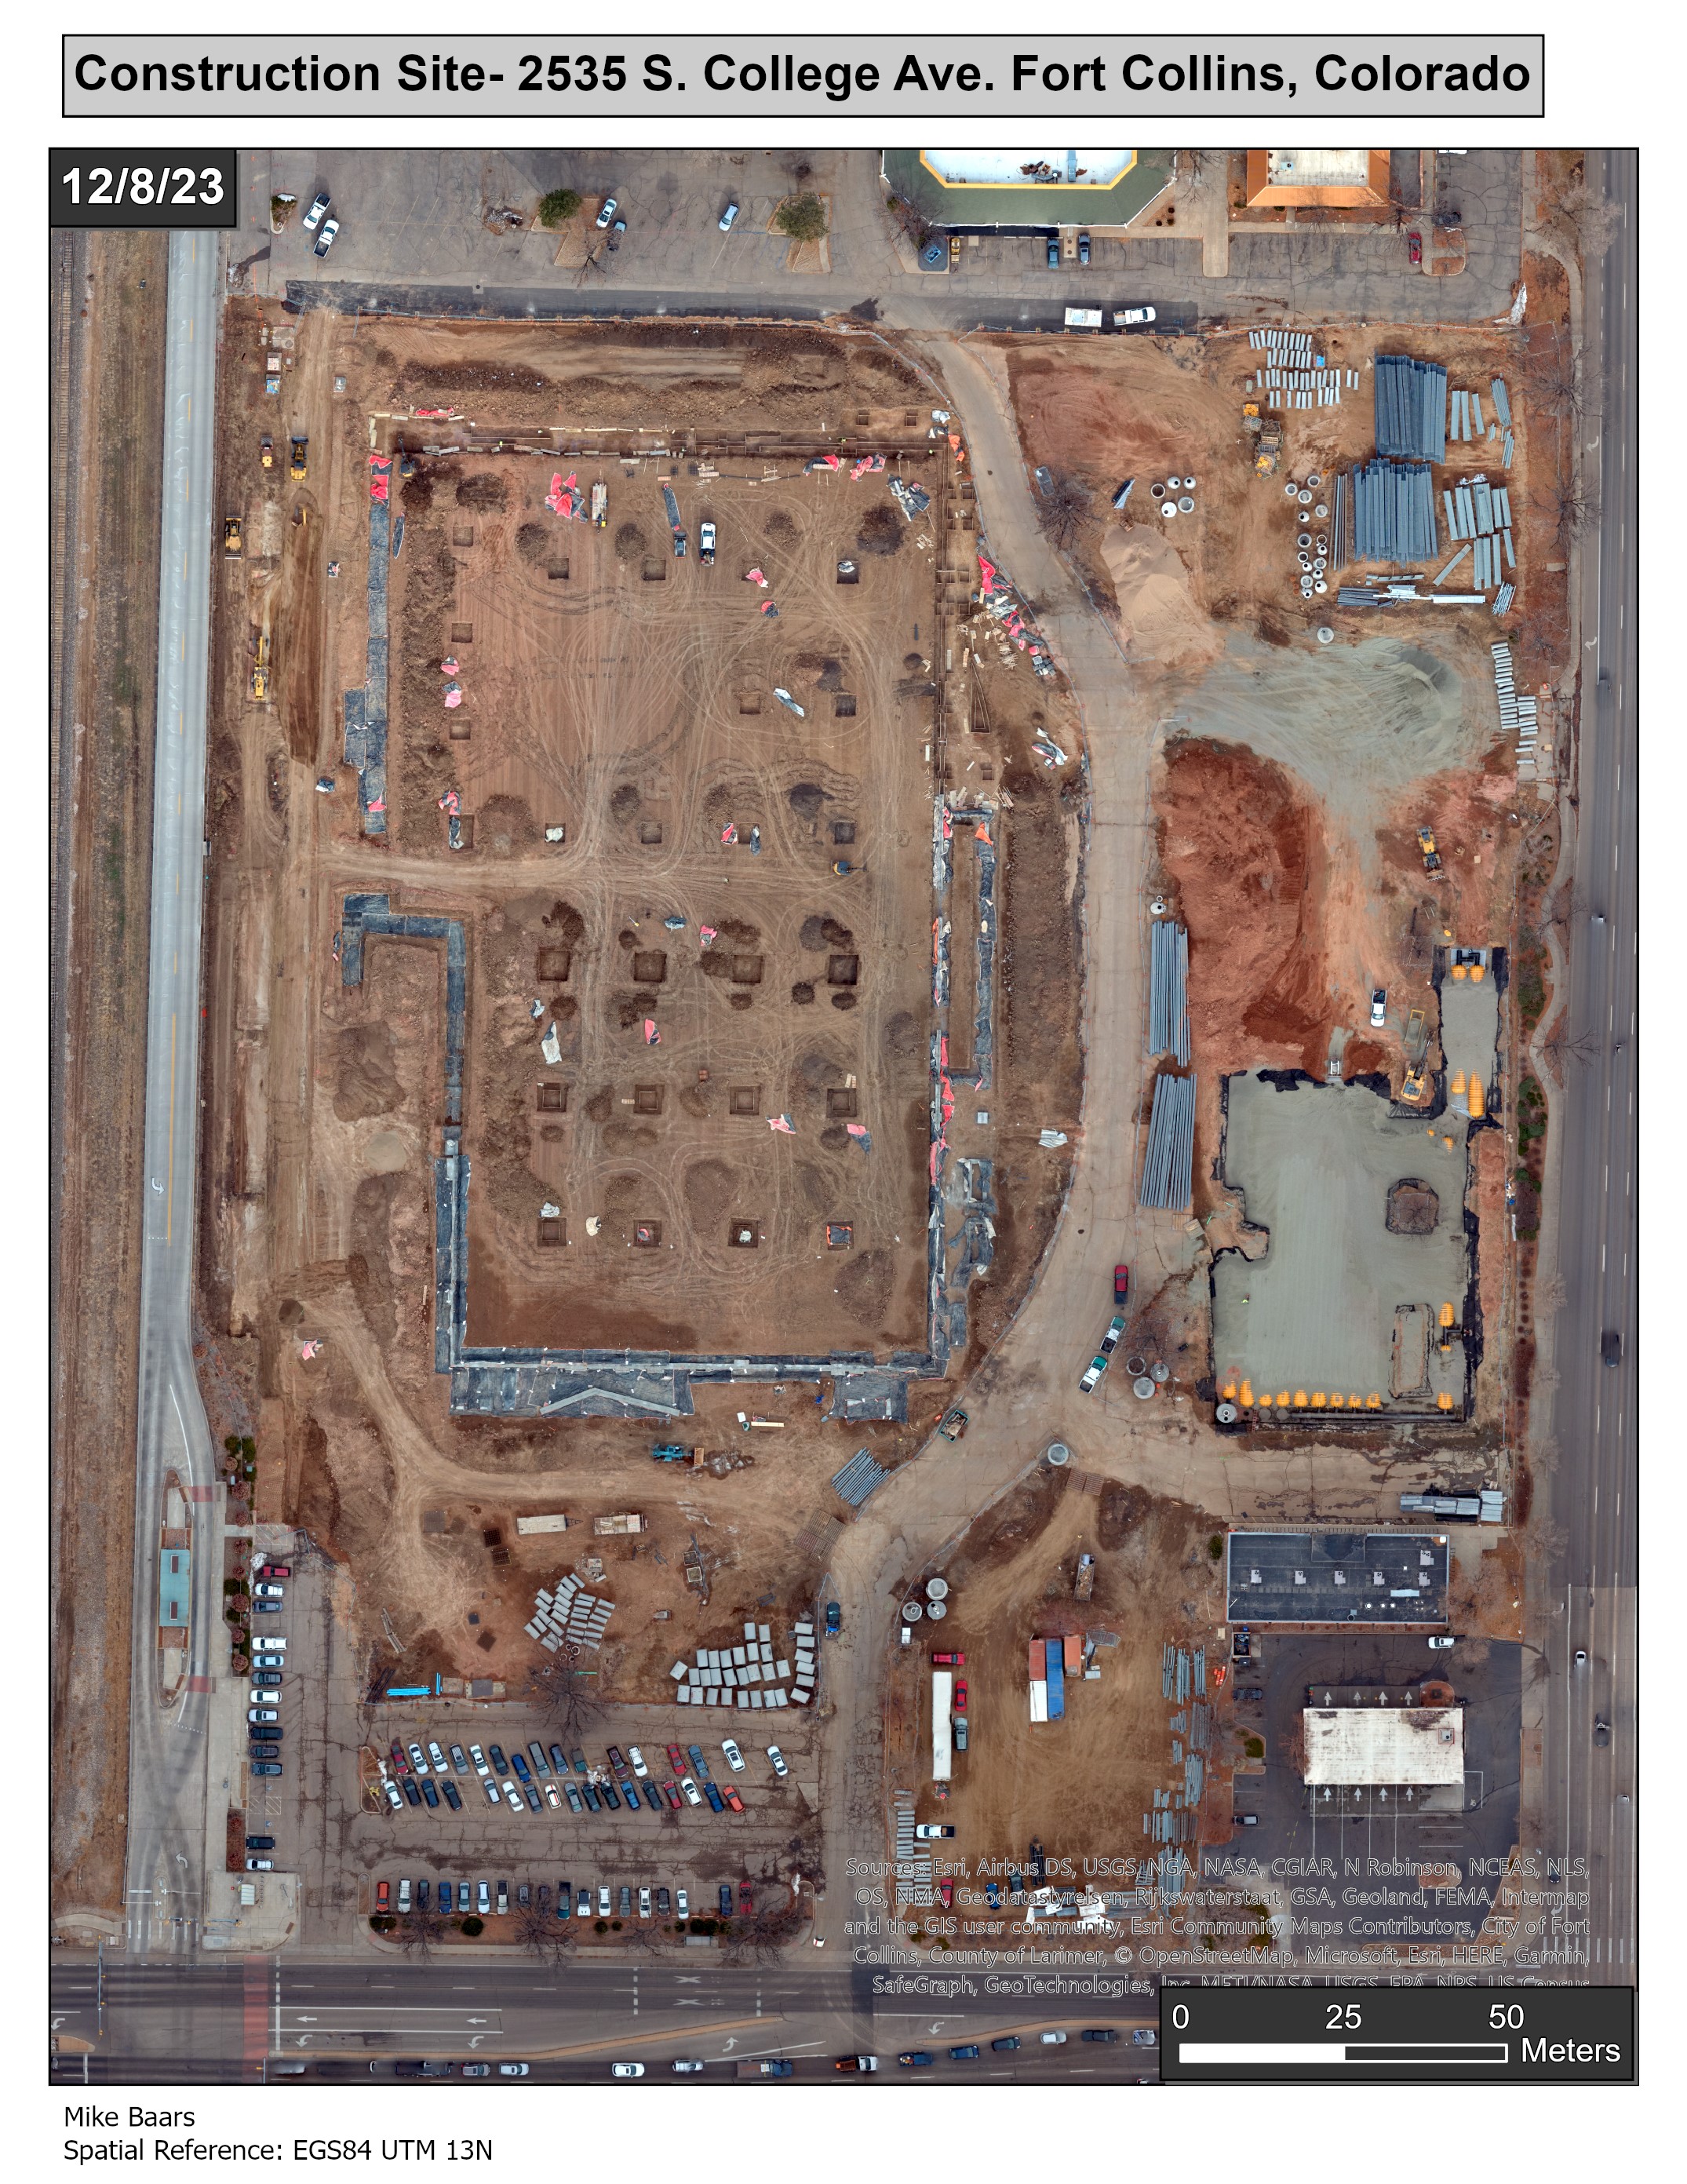 Construction Site- 2535 S. College Ave. Fort Collins, Colorado
12/8/23
Sources: Esri, Airbus DS, USGS, NGA, NASA, CGIAR, N Robinson, NCEAS, NLS,
OS, NMA, Geodatastyrelsen, Rijkswaterstaat, GSA, Geoland, FEMA, Intermap
and the GIS user community, Esri Community Maps Contributors, City of Fort
Collins, County of Larimer, © OpenStreetMap, Microsoft, Esri, HERE, Garmin,
SafeGraph, GeoTechnologies, Inc, METI/NASA, USGS, EPA, NPS, US Census
0 25 50
Meters
Mike Baars
Spatial Reference: EGS84 UTM 13N